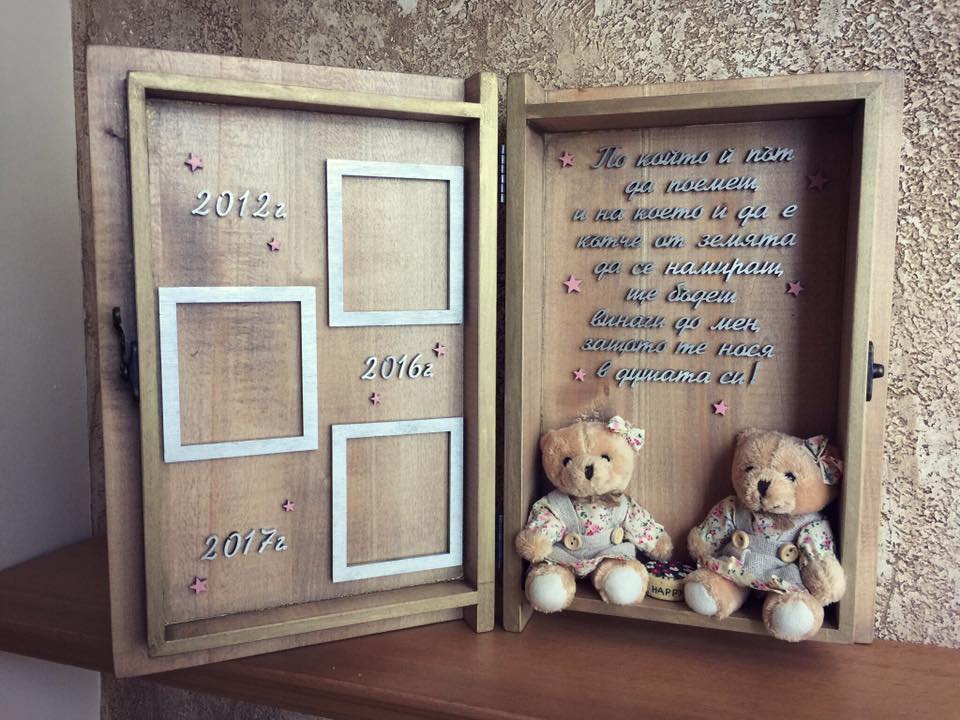 2012г.
2016г
2017г
По който й път
да поемеш,
и на което и да е
кътче от земята
да се намираш,
ще бъдеш
винаги до мен,
защото те нося
в душата си!
HAPPY